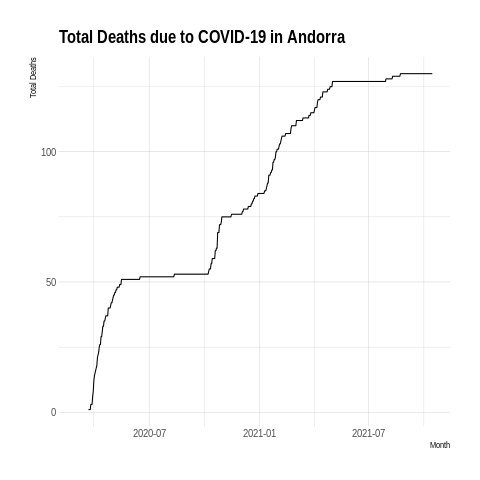 Total Deaths due to COVID-19 in Andorra
Total Deaths
100
50
0
2020-07
2021-01
2021-07
Month